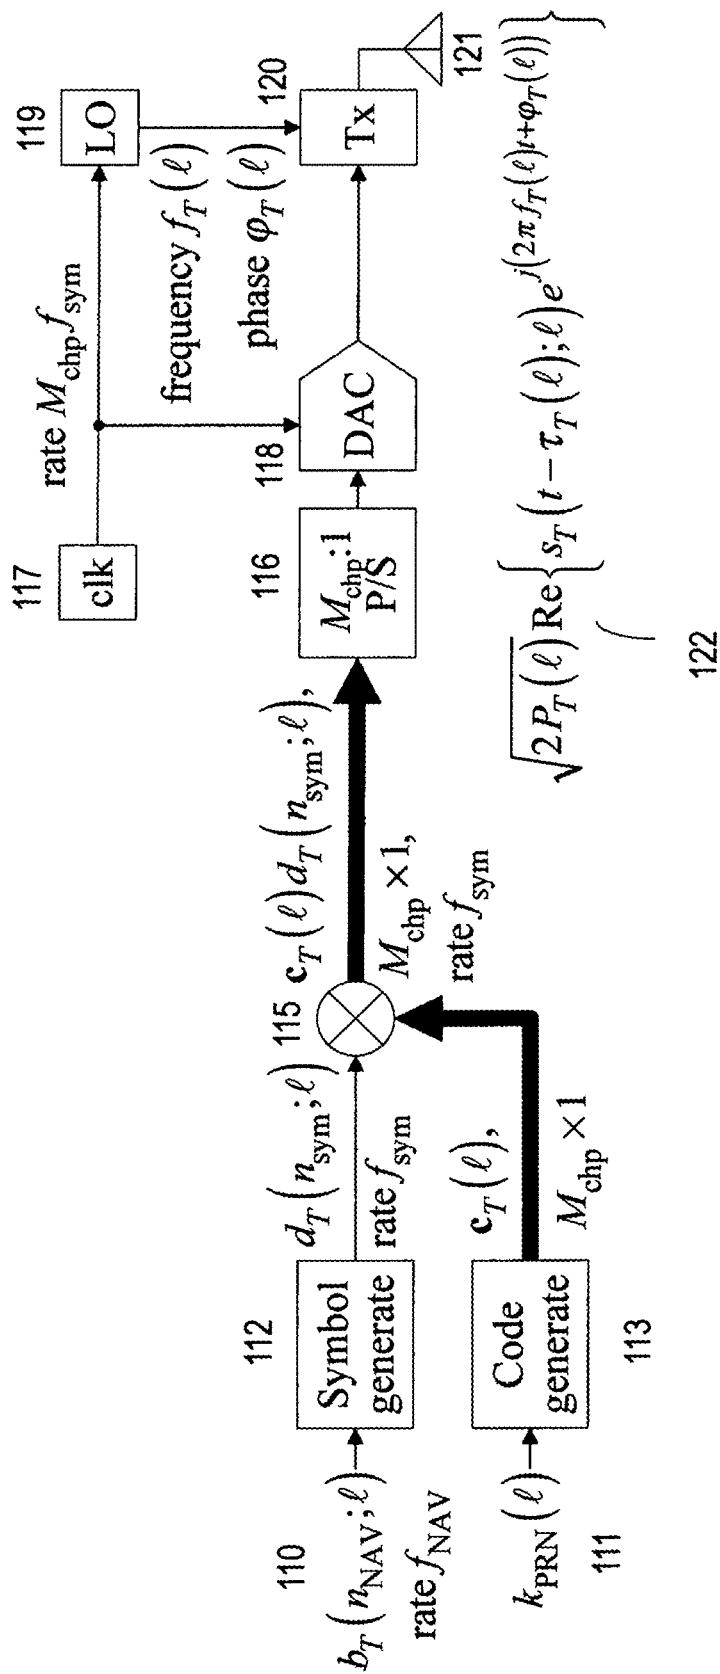 110
b_T(n_NAV;ℓ)
rate f_NAV
112
Symbol
generate
d_T(n_sym;ℓ)
rate f_sym
111
k_PRN(ℓ)
113
Code
generate
c_T(ℓ),
M_chp×1
115
c_T(ℓ)d_T(n_sym;ℓ),
M_chp×1,
rate f_sym
116
M_chp:1
P/S
117
clk
rate M_chp f_sym
118
DAC
119
LO
frequency f_T(ℓ)
phase φ_T(ℓ)
120
Tx
121
√2P_T(ℓ) Re{s_T(t−τ_T(ℓ);ℓ)e^j(2πf_T(ℓ)t+φ_T(ℓ))}
122